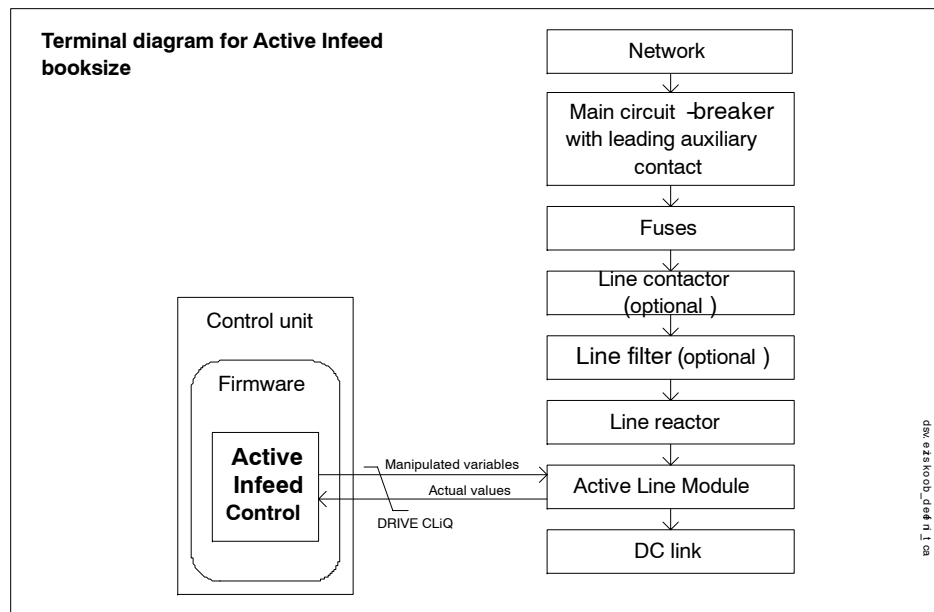 Terminal diagram for Active Infeed
booksize
Network
Main circuit -breaker
with leading auxiliary
contact
Fuses
Line contactor
(optional )
Line filter (optional )
Line reactor
Control unit
Firmware
Active
Infeed
Control
Manipulated variables
Actual values
DRIVE CLiQ
Active Line Module
DC link